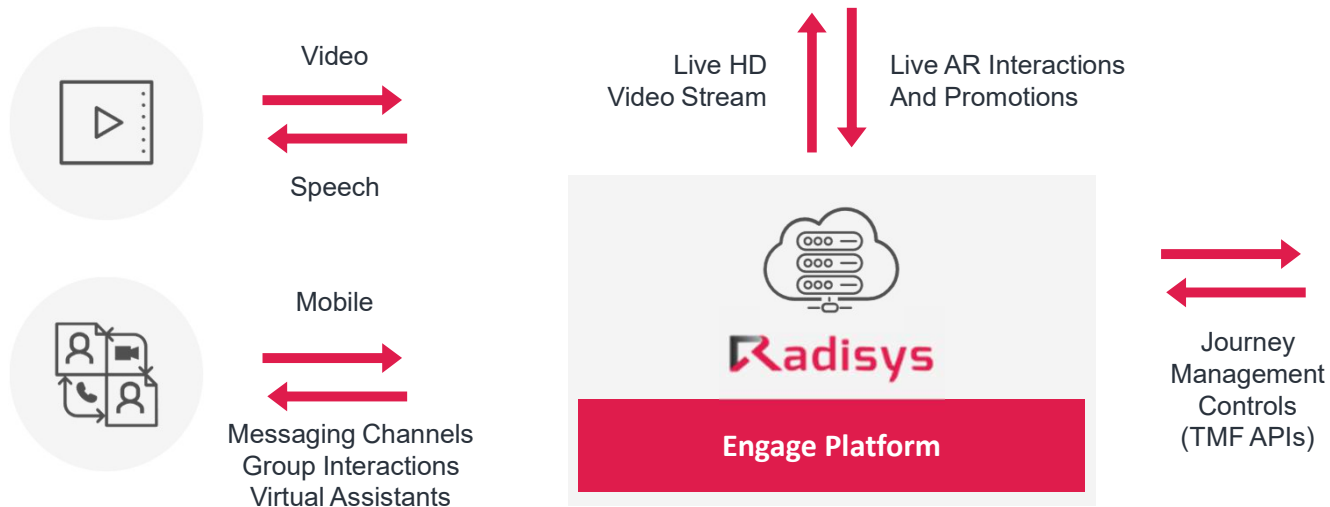 Video
Speech
Mobile
Messaging Channels
Group Interactions
Virtual Assistants
Live HD
Video Stream
Live AR Interactions
And Promotions
Radisys
Engage Platform
Journey
Management
Controls
(TMF APIs)